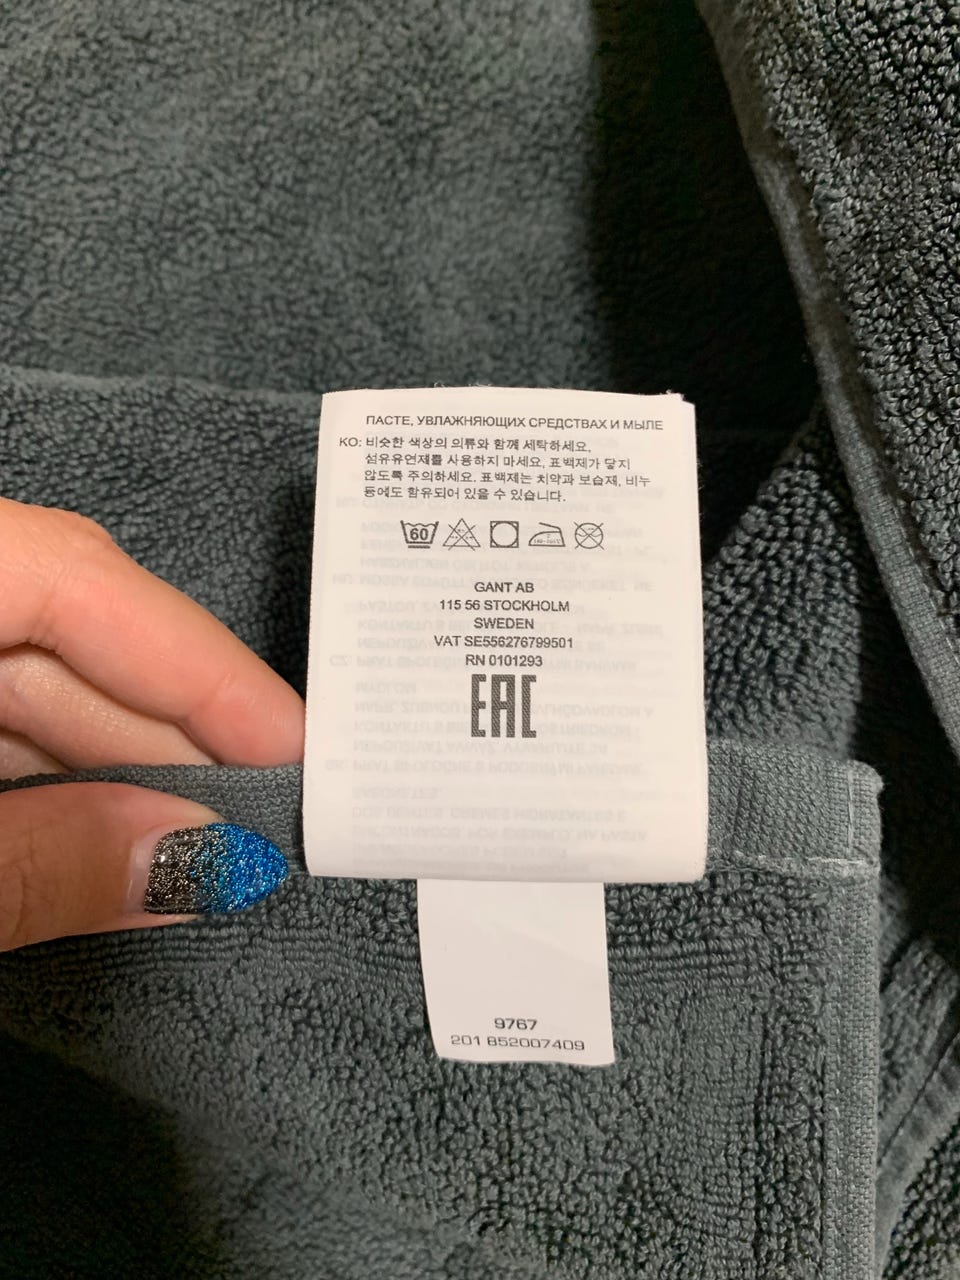 ПАСТЕ, УВЛАЖНЯЮЩИХ СРЕДСТВАХ И МЫЛЕ
KO: 비슷한 색상의 의류와 함께 세탁하세요,
섬유유연제를 사용하지 마세요, 표백제가 닿지
않도록 주의하세요. 표백제는 치약과 보습제, 비누
등에도 함유되어 있을 수 있습니다.
60
GANT AB
115 56 STOCKHOLM
SWEDEN
VAT SE556276799501
RN 0101293
EAC
9767
201 852007409